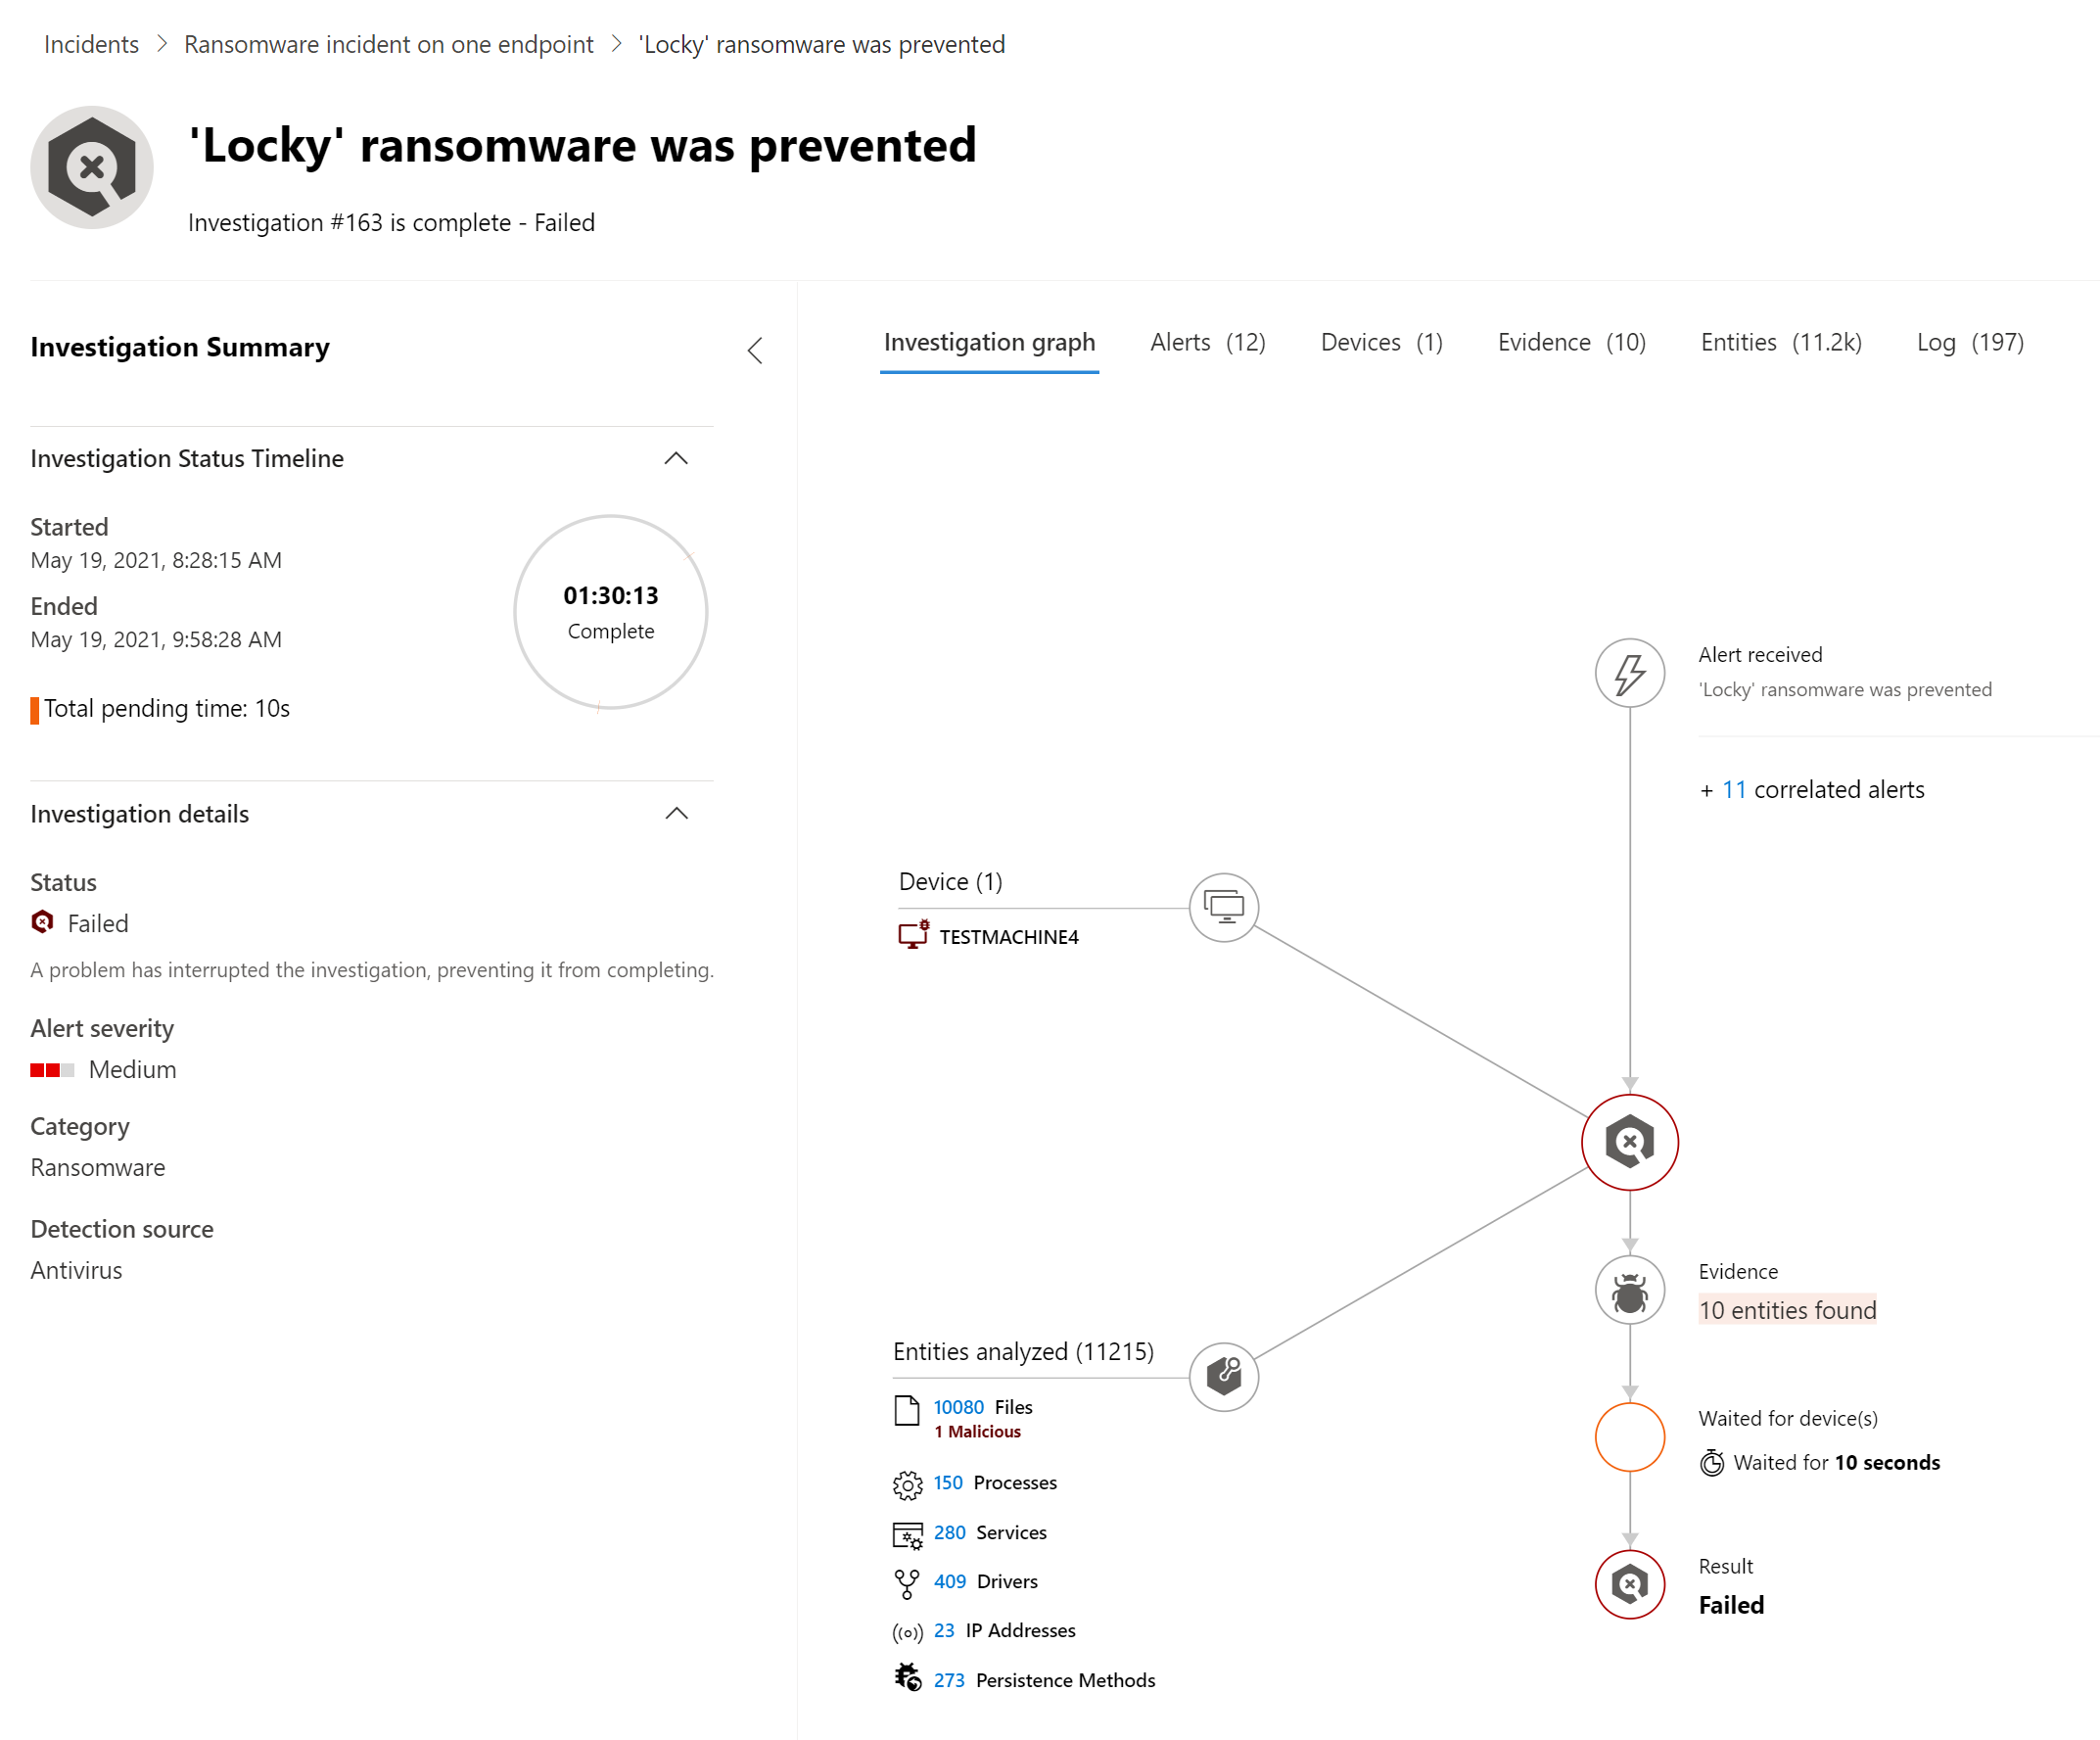 Incidents > Ransomware incident on one endpoint > 'Locky' ransomware was prevented
'Locky' ransomware was prevented
Investigation #163 is complete - Failed
Investigation Summary
Investigation Status Timeline
Started
May 19, 2021, 8:28:15 AM
Ended
May 19, 2021, 9:58:28 AM
01:30:13
Complete
Total pending time: 10s
Investigation details
Status
Failed
A problem has interrupted the investigation, preventing it from completing.
Alert severity
Medium
Category
Ransomware
Detection source
Antivirus
Investigation graph Alerts (12) Devices (1) Evidence (10) Entities (11.2k) Log (197)
Alert received
'Locky' ransomware was prevented
+ 11 correlated alerts
Device (1)
TESTMACHINE4
Entities analyzed (11215)
10080 Files
1 Malicious
150 Processes
280 Services
409 Drivers
23 IP Addresses
273 Persistence Methods
Evidence
10 entities found
Waited for device(s)
Waited for 10 seconds
Result
Failed